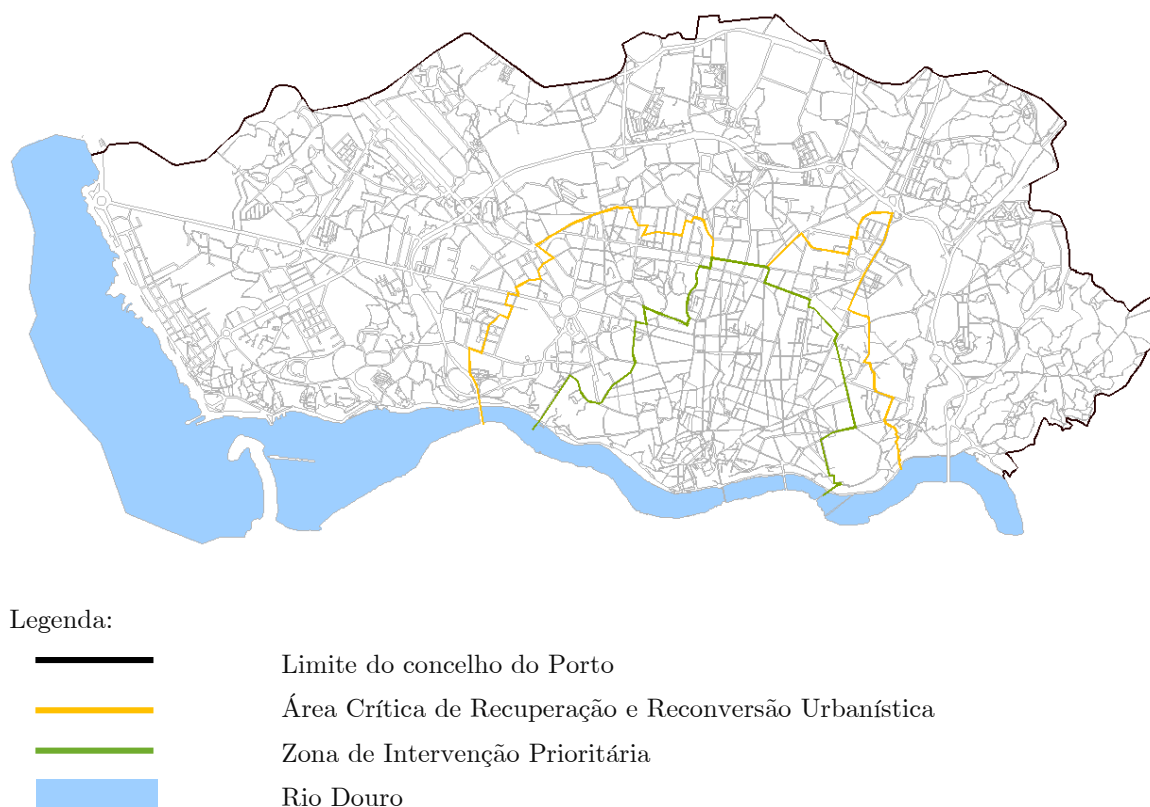 Legenda:
Limite do concelho do Porto
Área Crítica de Recuperação e Reconversão Urbanística
Zona de Intervenção Prioritária
Rio Douro